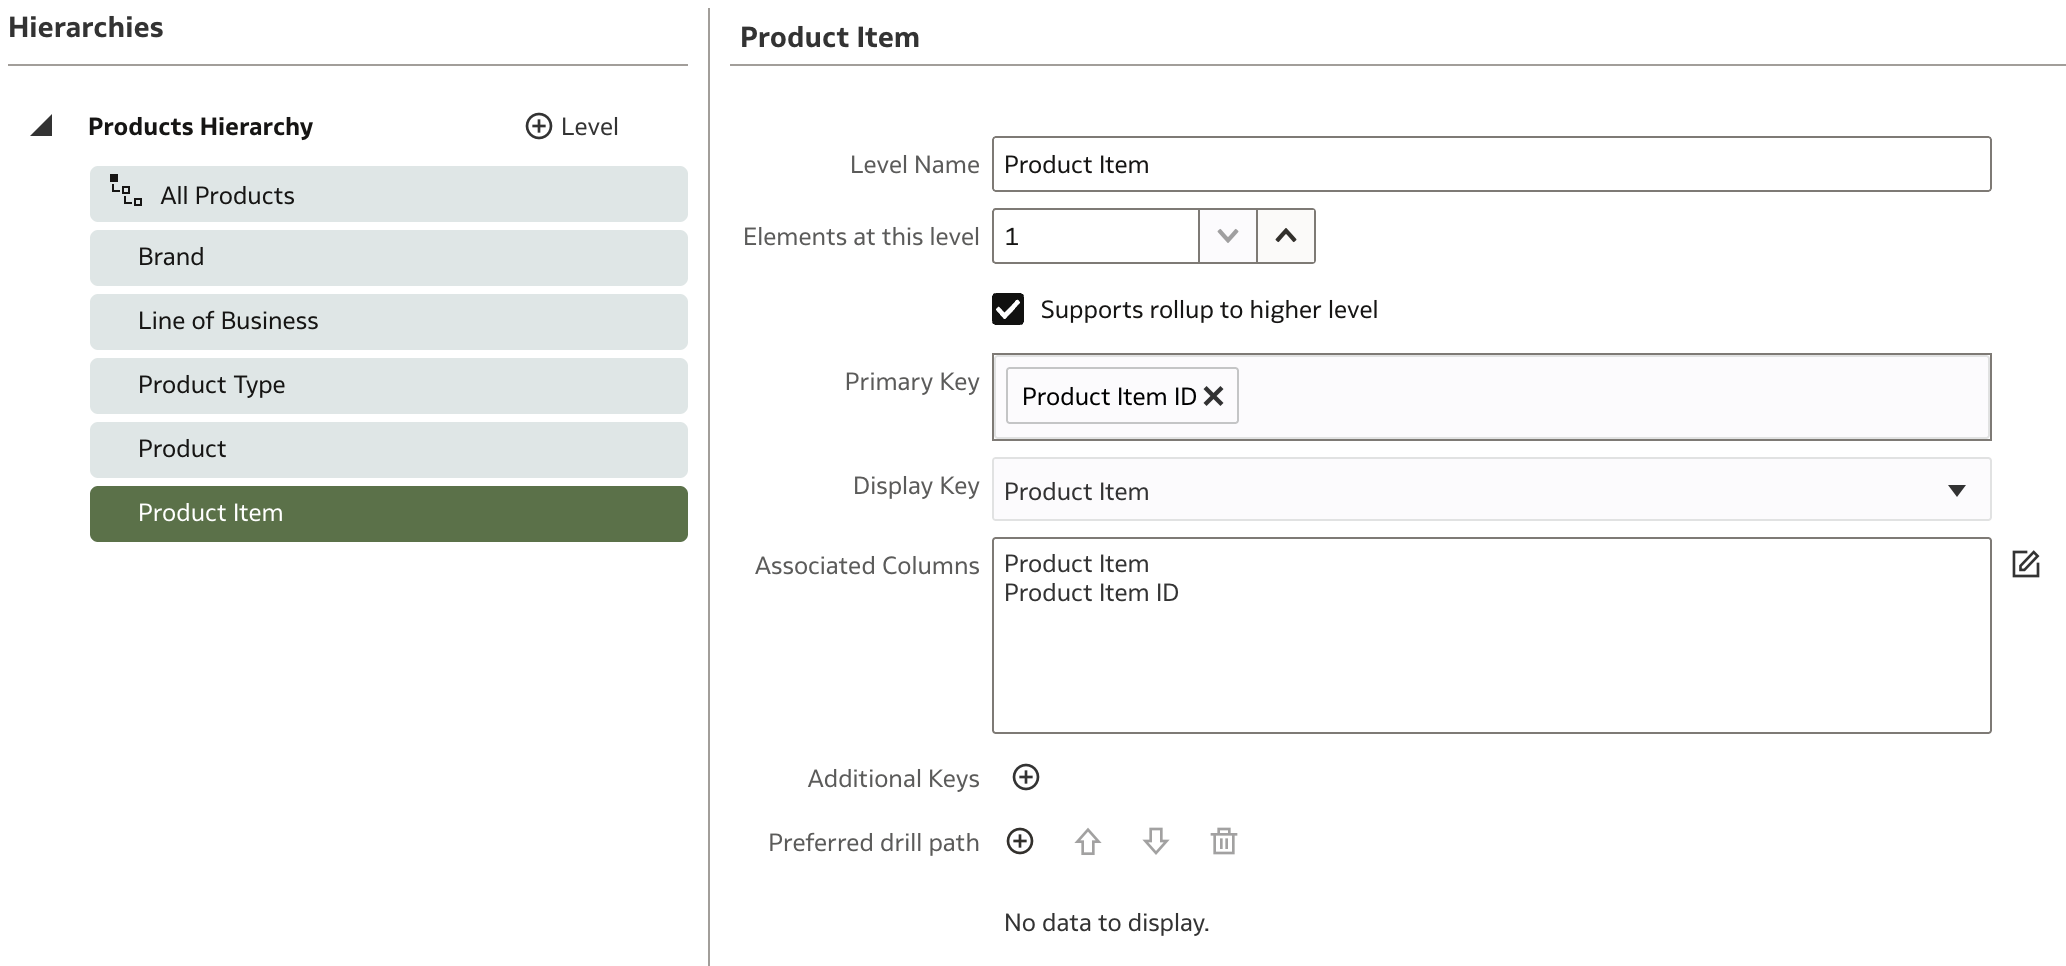 Hierarchies
Products Hierarchy
Level
All Products
Brand
Line of Business
Product Type
Product
Product Item
Product Item
Level Name
Product Item
Elements at this level
1
Supports rollup to higher level
Primary Key
Product Item ID
Display Key
Product Item
Associated Columns
Product Item
Product Item ID
Additional Keys
Preferred drill path
No data to display.